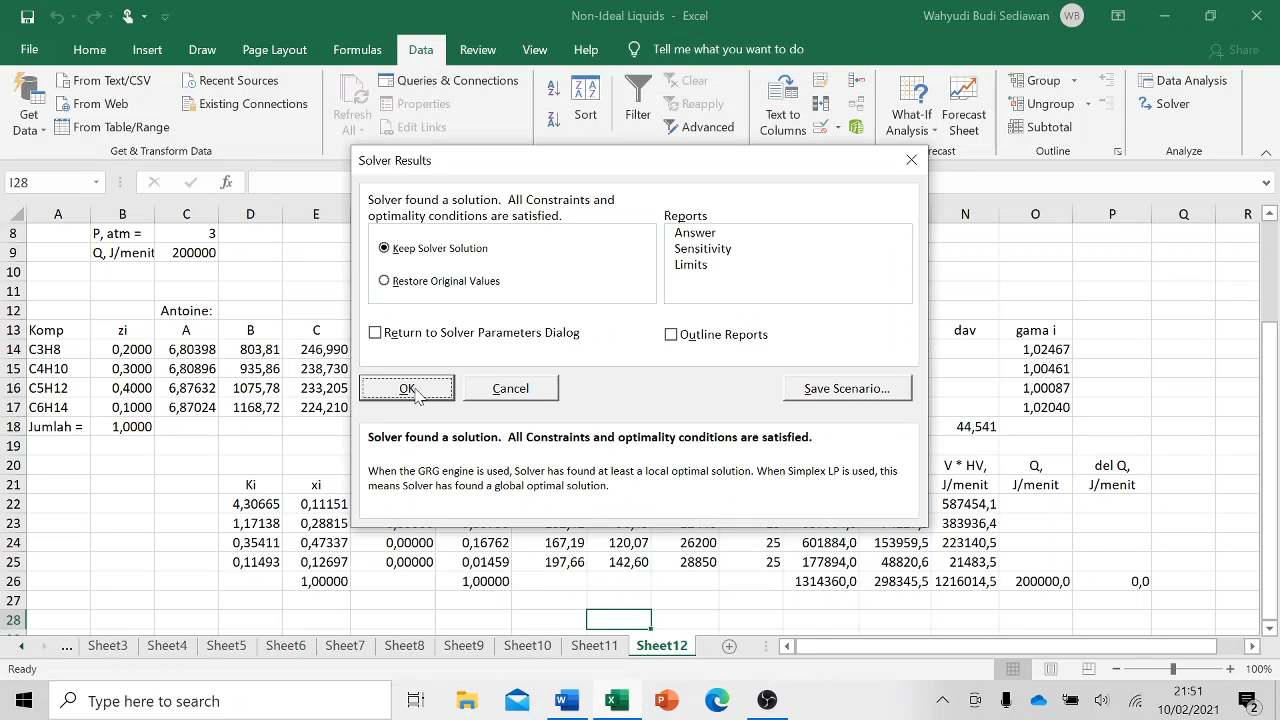 Non-Ideal Liquids - Excel
Wahyudi Budi Sediawan WB
File Home Insert Draw Page Layout Formulas Data Review View Help Tell me what you want to do Share
Get Data
From Text/CSV
From Web
From Table/Range
Recent Sources
Existing Connections
Get & Transform Data
Refresh All
Queries & Connections
Properties
Edit Links
Sort
Filter
Clear
Reapply
Advanced
Text to Columns
What-If Analysis
Forecast Sheet
recast
Group
Ungroup
Subtotal
Outline
Data Analysis
Solver
Analyze
I28 fx
A B C D E N O P Q R
8 P, atm = 3
9 Q, J/menit 200000
10
11
12 Antoine:
13 Komp zi A B C dav gama i
14 C3H8 0,2000 6,80398 803,81 246,990 1,02467
15 C4H10 0,3000 6,80896 935,86 238,730 1,00461
16 C5H12 0,4000 6,87632 1075,78 233,205 1,00087
17 C6H14 0,1000 6,87024 1168,72 224,210 1,02040
18 Jumlah = 1,0000 44,541
19
20 V * HV, Q, del Q,
21 Ki xi J/menit J/menit J/menit
22 4,30665 0,11151 587454,1
23 1,17138 0,28815 383936,4
24 0,35411 0,47337 0,00000 0,16762 167,19 120,07 26200 25 601884,0 153959,5 223140,5
25 0,11493 0,12697 0,00000 0,01459 197,66 142,60 28850 25 177894,0 48820,6 21483,5
26 1,00000 1,00000 1314360,0 298345,5 1216014,5 200000,0 0,0
27
28
Solver Results
Solver found a solution. All Constraints and
optimality conditions are satisfied.
Keep Solver Solution
Restore Original Values
Reports
Answer
Sensitivity
Limits
Return to Solver Parameters Dialog
Outline Reports
OK
Cancel
Save Scenario...
Solver found a solution. All Constraints and optimality conditions are satisfied.
When the GRG engine is used, Solver has found at least a local optimal solution. When Simplex LP is used, this
means Solver has found a global optimal solution.
... Sheet3 Sheet4 Sheet5 Sheet6 Sheet7 Sheet8 Sheet9 Sheet10 Sheet11 Sheet12
Ready
100%
Type here to search
21:51
10/02/2021
2